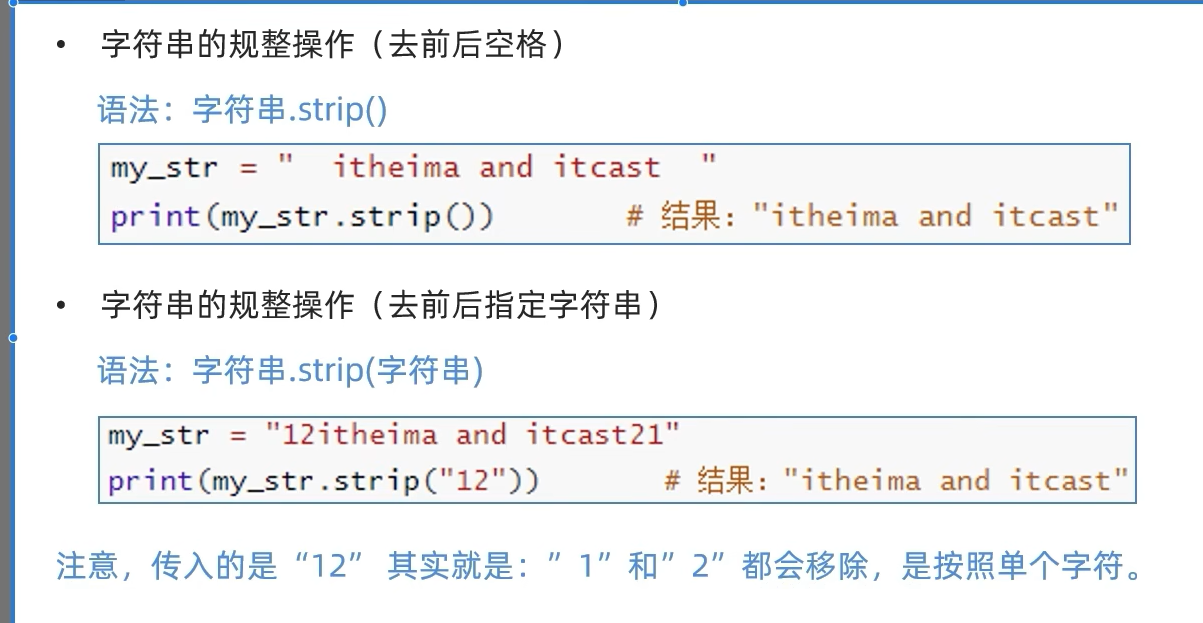 • 字符串的规整操作（去前后空格）
语法：字符串.strip()
my_str = "  itheima and itcast  "
print(my_str.strip())        # 结果："itheima and itcast"
• 字符串的规整操作（去前后指定字符串）
语法：字符串.strip(字符串)
my_str = "12itheima and itcast21"
print(my_str.strip("12"))        # 结果："itheima and itcast"
注意，传入的是“12” 其实就是：”1”和”2”都会移除，是按照单个字符。